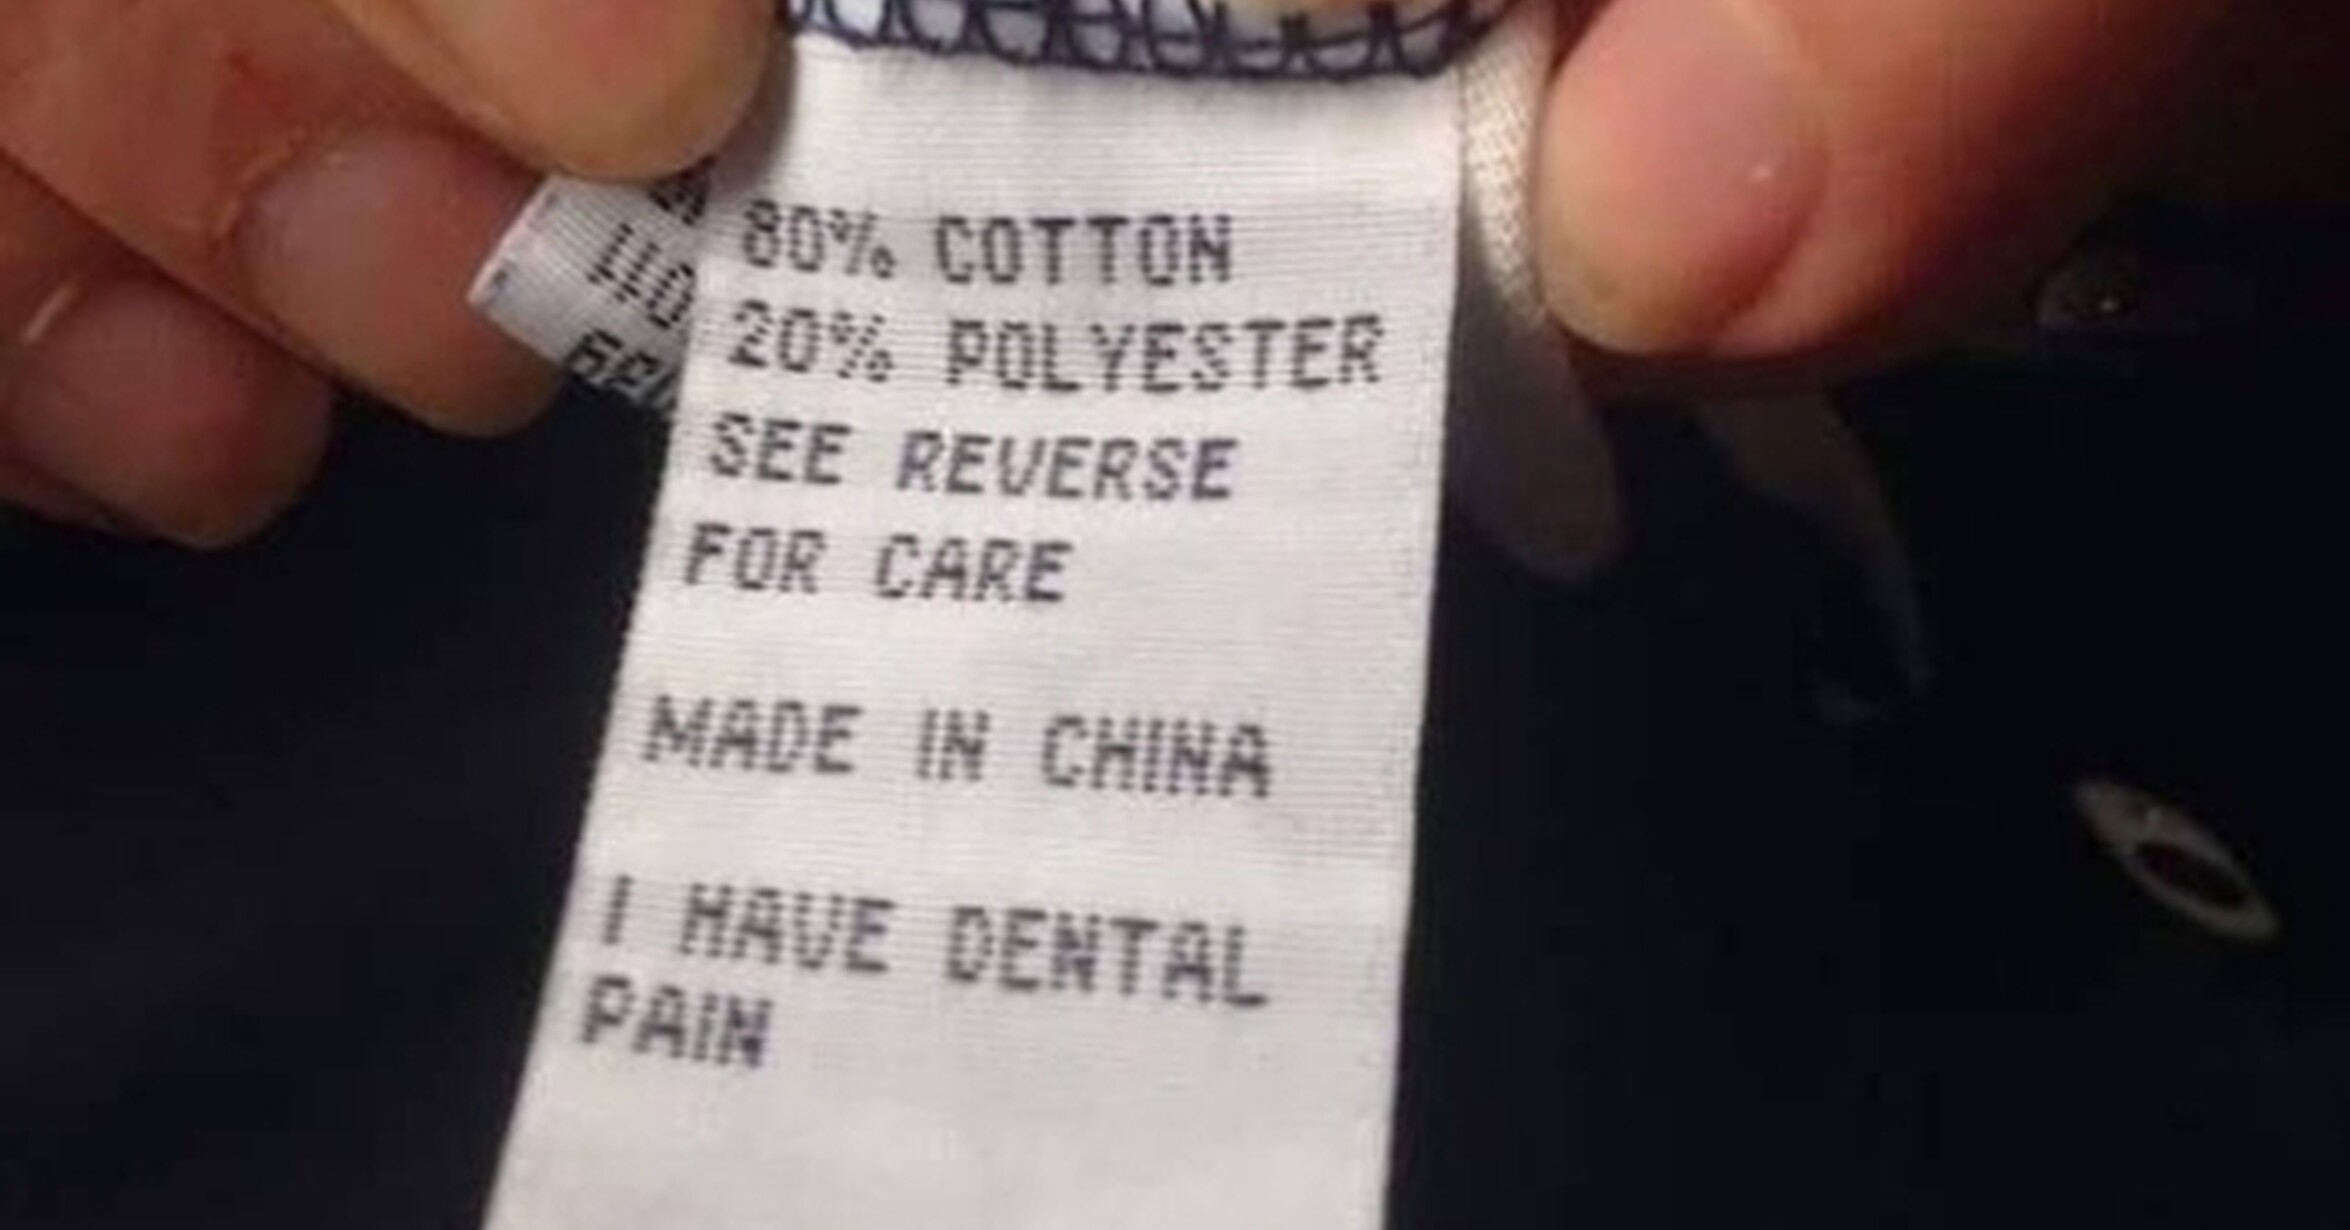 80% COTTON
20% POLYESTER
SEE REVERSE
FOR CARE
MADE IN CHINA
I HAVE DENTAL
PAIN